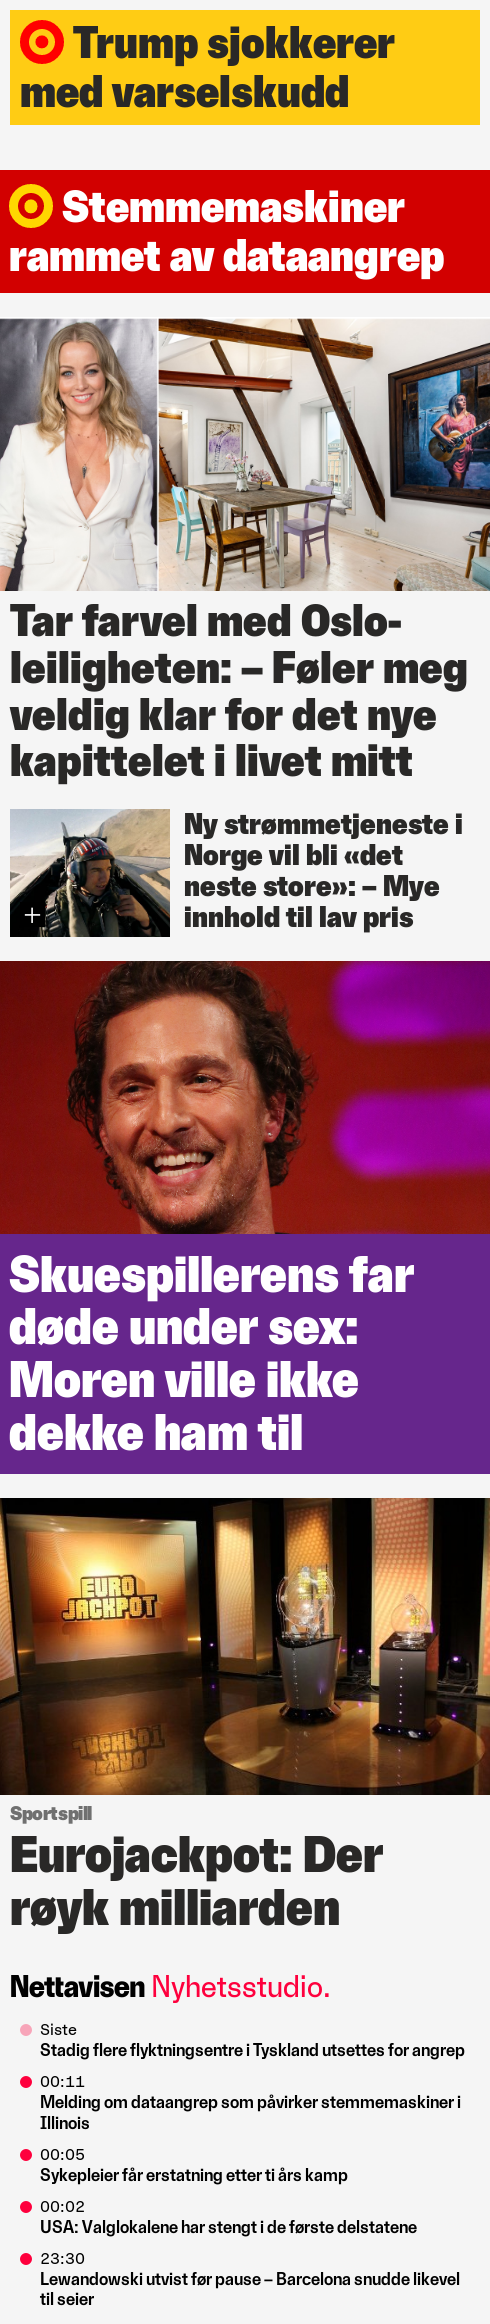 Trump sjokkerer
med varselskudd
Stemmemaskiner
rammet av dataangrep
Tar farvel med Oslo-
leiligheten: – Føler meg
veldig klar for det nye
kapittelet i livet mitt
Ny strømmetjeneste i
Norge vil bli «det
neste store»: – Mye
innhold til lav pris
Skuespillerens far
døde under sex:
Moren ville ikke
dekke ham til
EURO
JACKPOT
Sportspill
Eurojackpot: Der
røyk milliarden
Nettavisen Nyhetsstudio.
Siste
Stadig flere flyktningsentre i Tyskland utsettes for angrep
00:11
Melding om dataangrep som påvirker stemmemaskiner i
Illinois
00:05
Sykepleier får erstatning etter ti års kamp
00:02
USA: Valglokalene har stengt i de første delstatene
23:30
Lewandowski utvist før pause – Barcelona snudde likevel
til seier